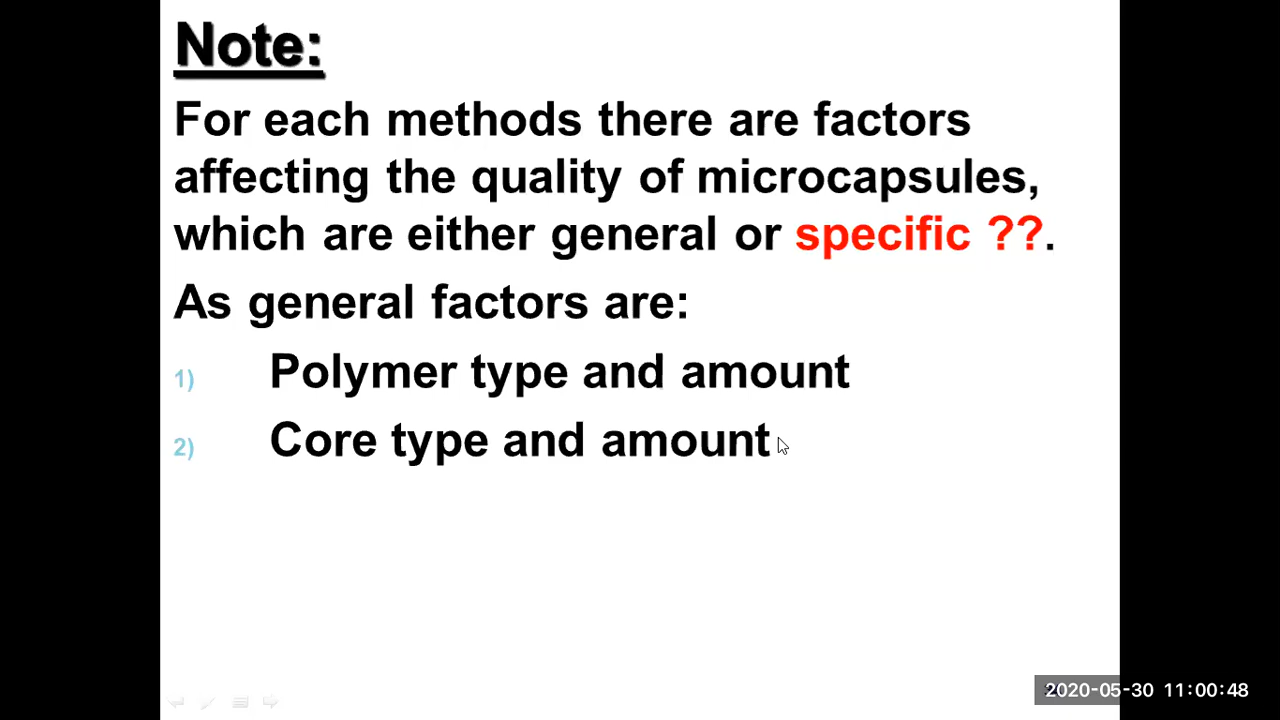 Note:
For each methods there are factors
affecting the quality of microcapsules,
which are either general or specific ??.
As general factors are:
1) Polymer type and amount
2) Core type and amount
2020-05-30 11:00:48